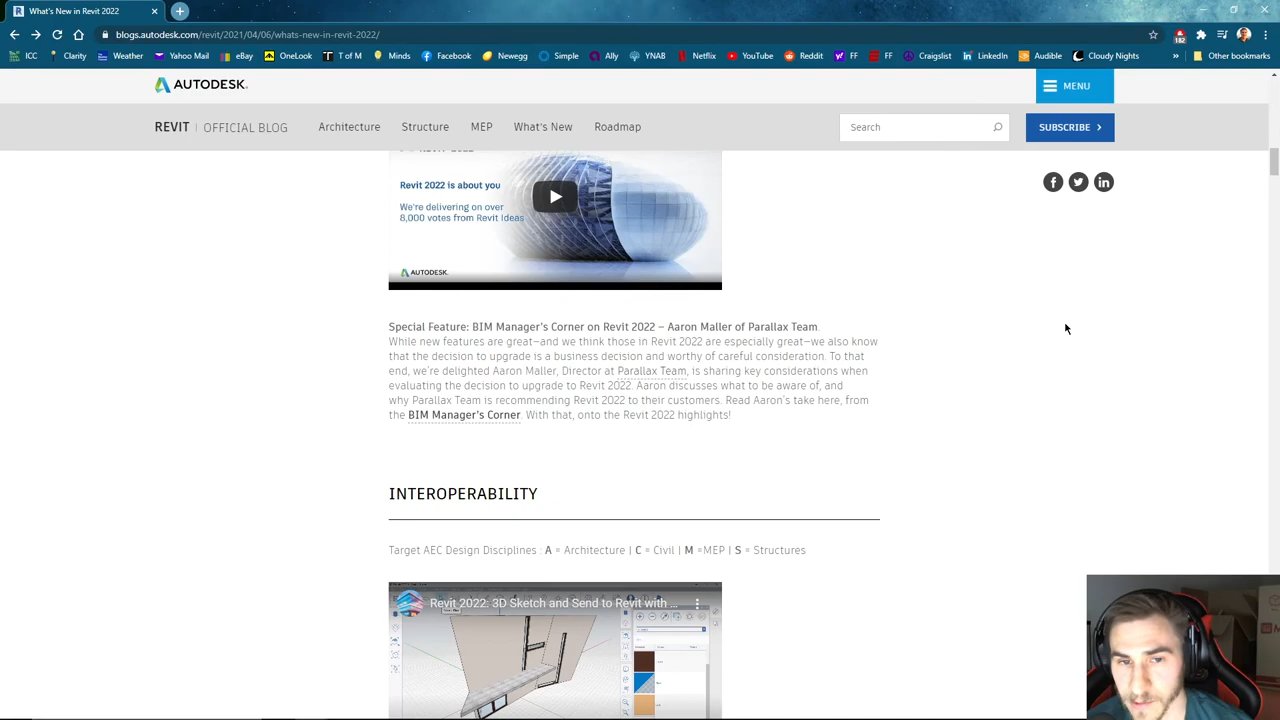 What's New in Revit 2022
blogs.autodesk.com/revit/2021/04/06/whats-new-in-revit-2022/
182
ICC Clarity Weather Yahoo Mail eBay OneLook T of M Minds Facebook Newegg Simple Ally YNAB Netflix YouTube Reddit FF FF Craigslist LinkedIn Audible Cloudy Nights » Other bookmarks
AUTODESK.
MENU
REVIT | OFFICIAL BLOG Architecture Structure MEP What's New Roadmap Search SUBSCRIBE
Revit 2022 is about you
We're delivering on over
8,000 votes from Revit Ideas
AUTODESK.
Special Feature: BIM Manager's Corner on Revit 2022 – Aaron Maller of Parallax Team.
While new features are great—and we think those in Revit 2022 are especially great—we also know
that the decision to upgrade is a business decision and worthy of careful consideration. To that
end, we're delighted Aaron Maller, Director at Parallax Team, is sharing key considerations when
evaluating the decision to upgrade to Revit 2022. Aaron discusses what to be aware of, and
why Parallax Team is recommending Revit 2022 to their customers. Read Aaron's take here, from
the BIM Manager's Corner. With that, onto the Revit 2022 highlights!
INTEROPERABILITY
Target AEC Design Disciplines : A = Architecture | C = Civil | M =MEP | S = Structures
Revit 2022: 3D Sketch and Send to Revit with ...